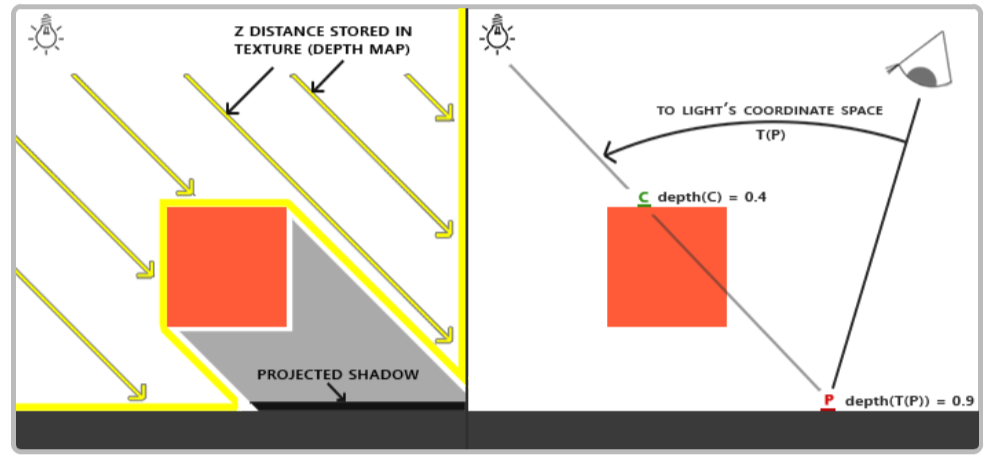 Z DISTANCE STORED IN
TEXTURE (DEPTH MAP)
PROJECTED SHADOW
TO LIGHT'S COORDINATE SPACE
T(P)
C depth(C) = 0.4
P depth(T(P)) = 0.9